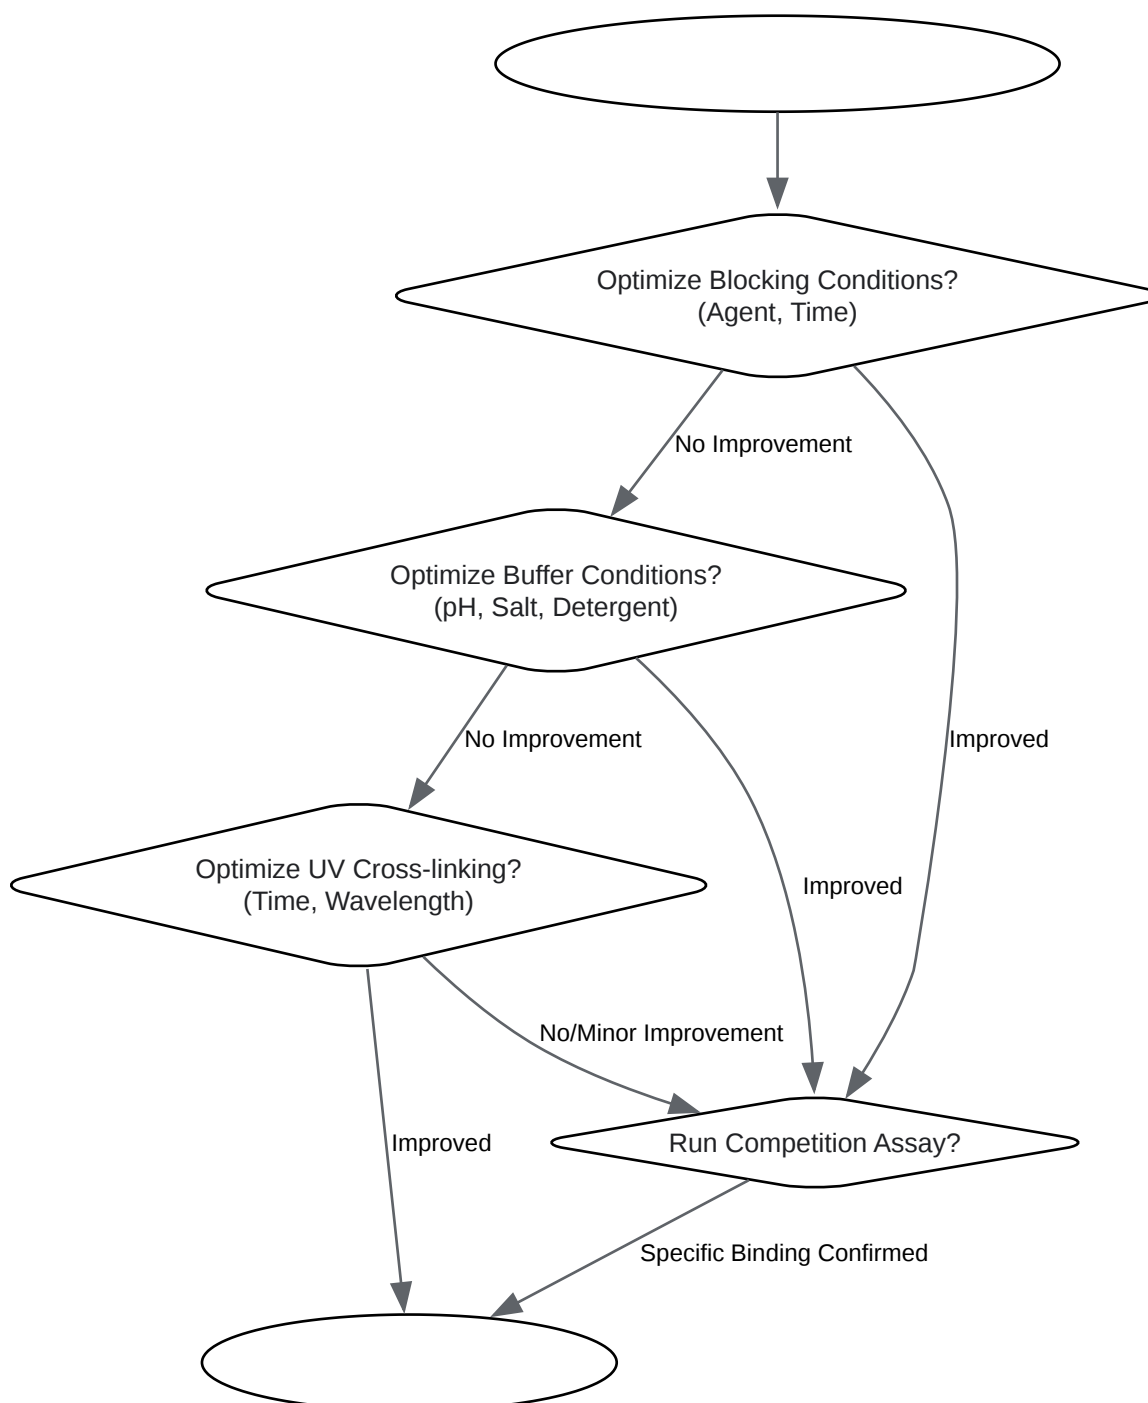 Optimize Blocking Conditions?
(Agent, Time)
No Improvement
Optimize Buffer Conditions?
(pH, Salt, Detergent)
No Improvement
Improved
Optimize UV Cross-linking?
(Time, Wavelength)
Improved
No/Minor Improvement
Improved
Run Competition Assay?
Specific Binding Confirmed